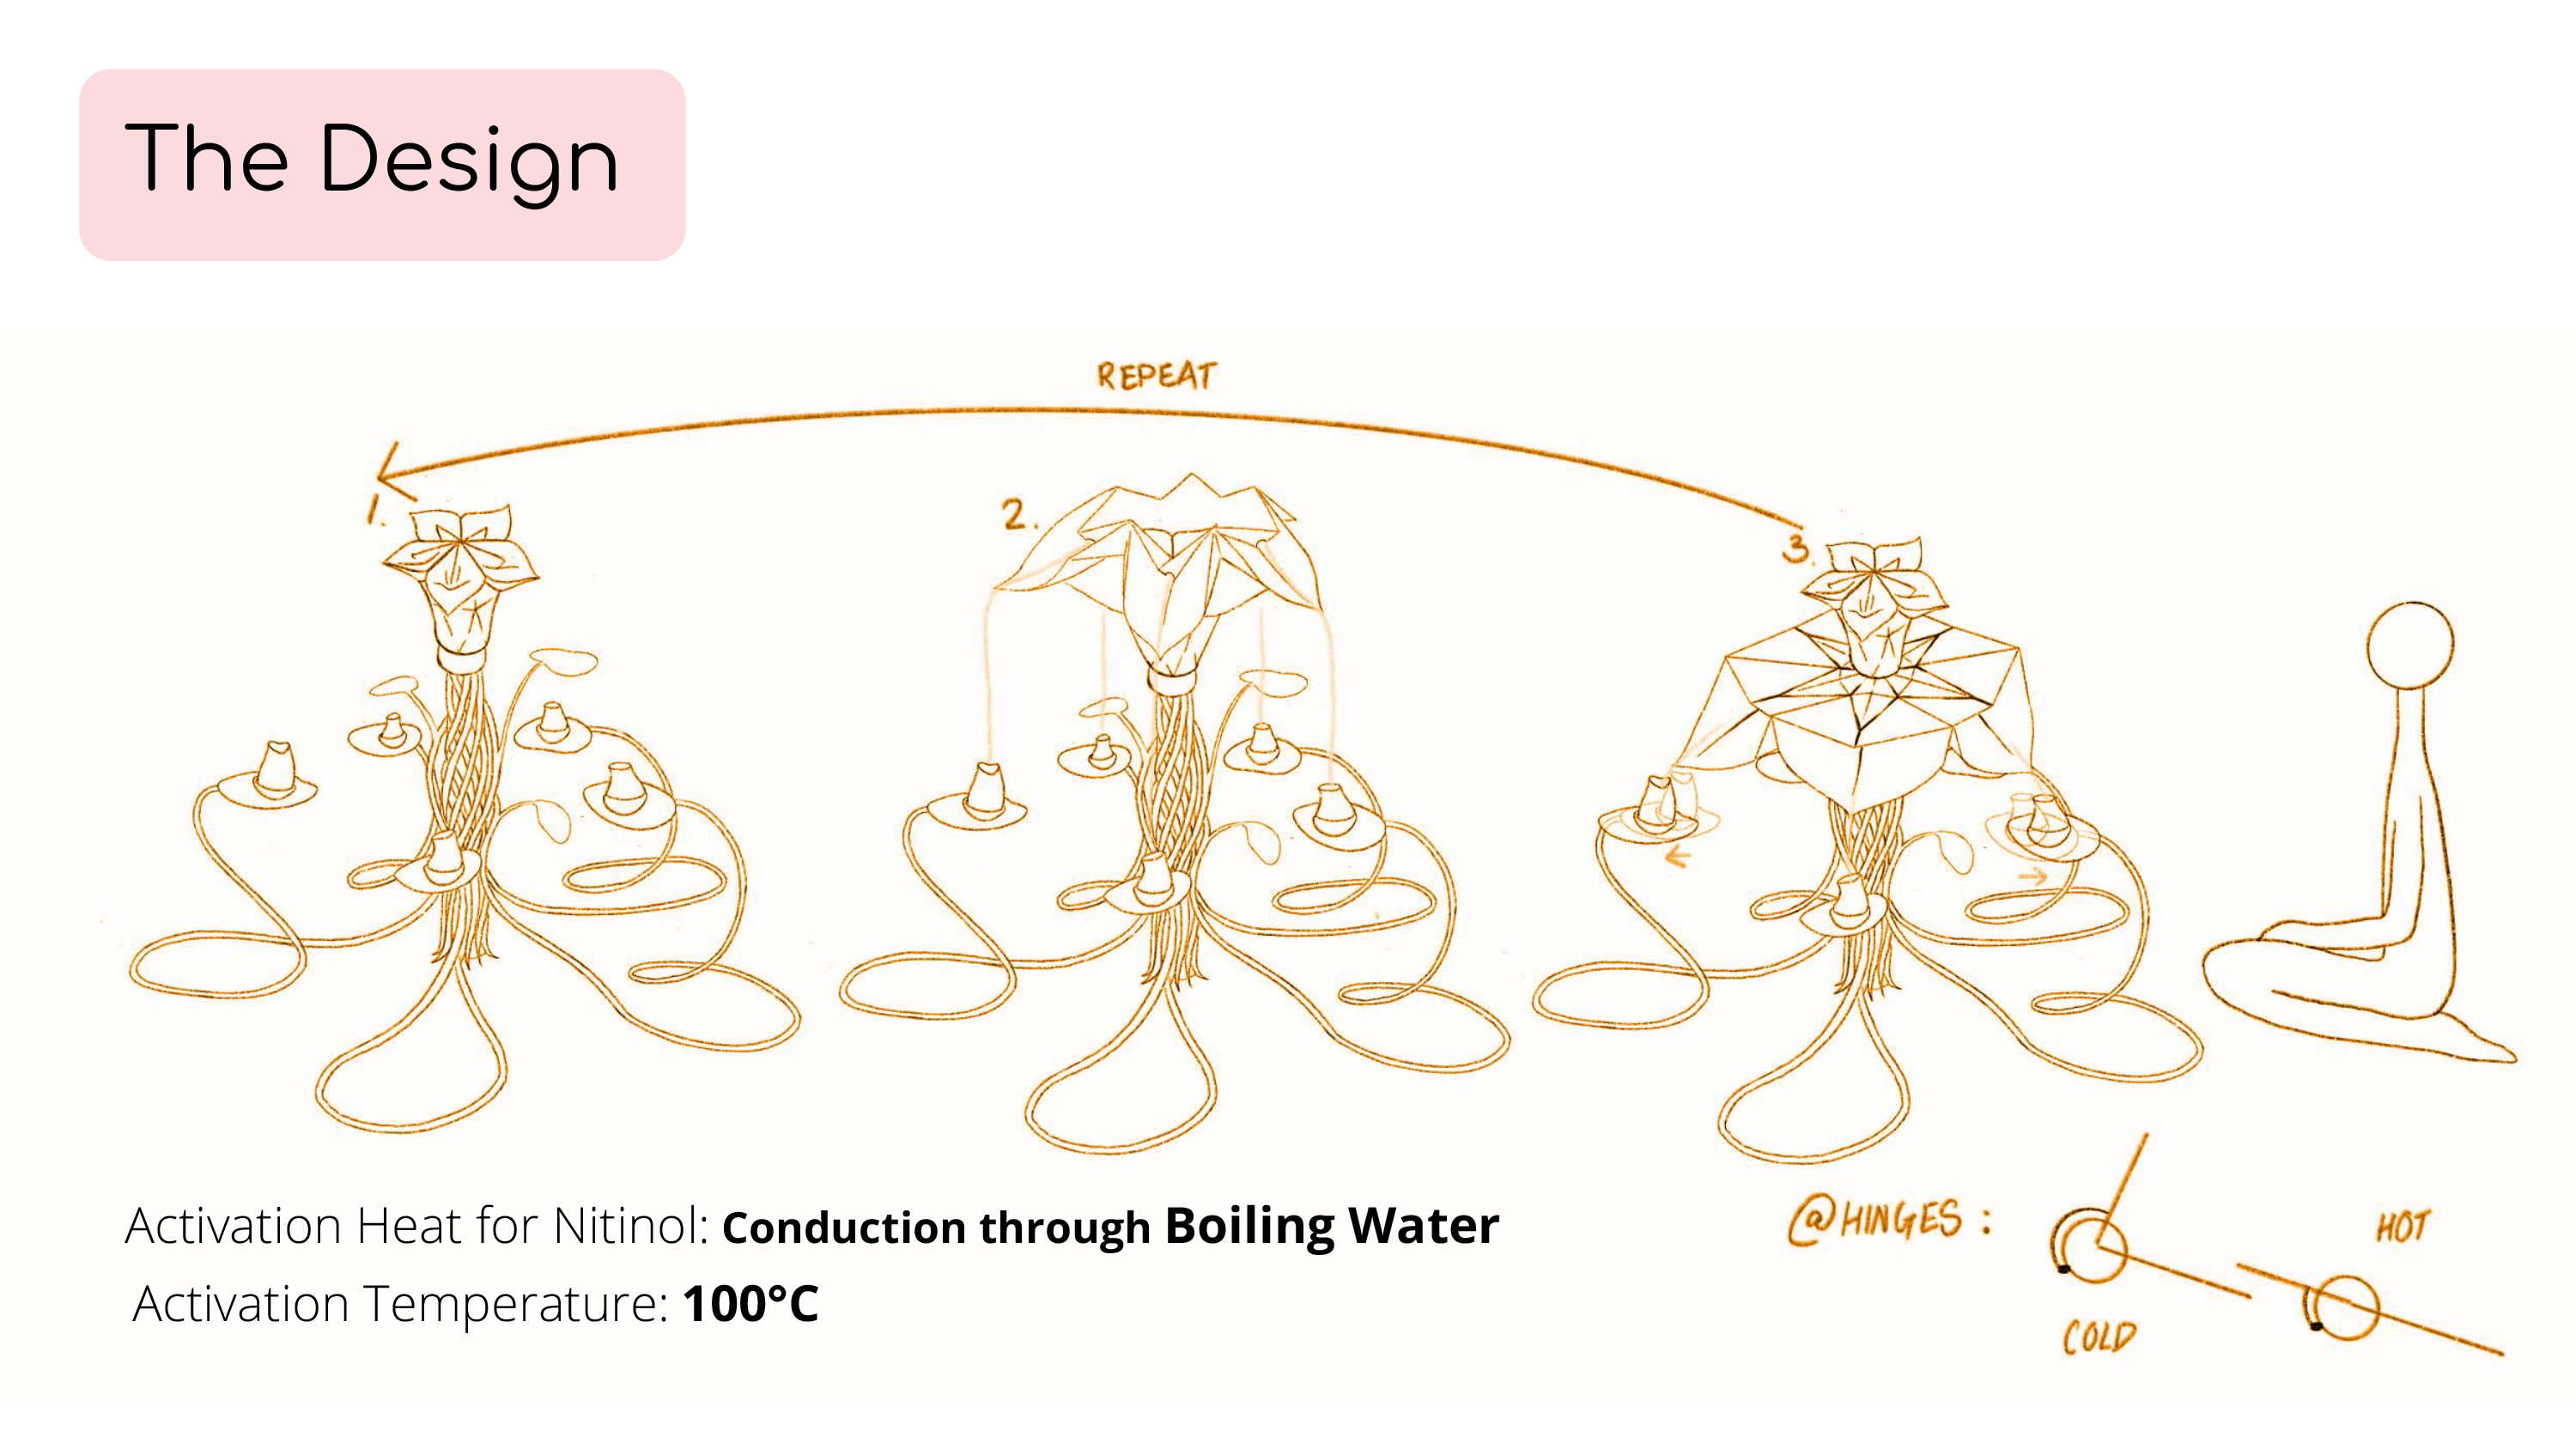 The Design
REPEAT
1.
2.
3.
Activation Heat for Nitinol: Conduction through Boiling Water
Activation Temperature: 100°C
@HINGES :
COLD
HOT